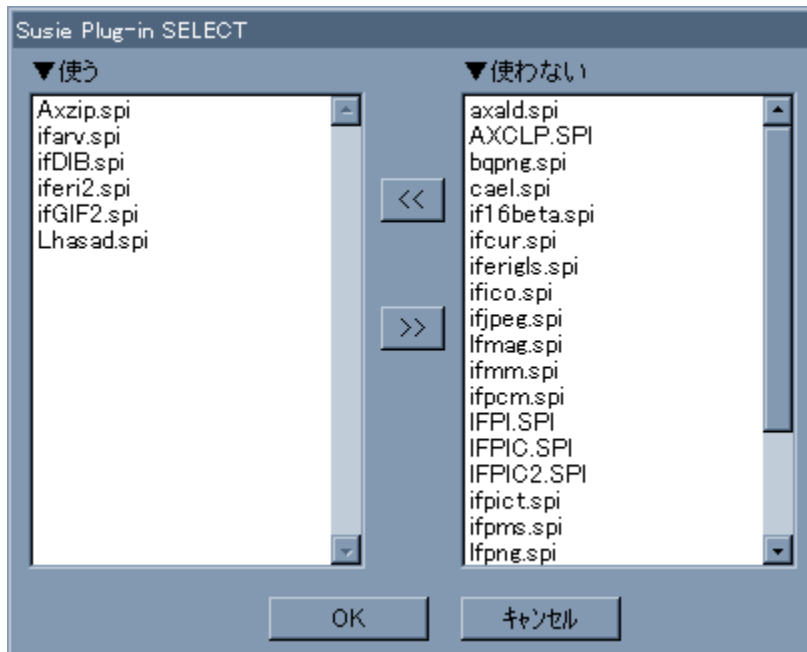 Susie Plug-in SELECT
▼使う
Axzip.spi
ifarv.spi
ifDIB.spi
iferi2.spi
ifGIF2.spi
Lhasad.spi
<<
>>
▼使わない
axald.spi
AXCLP.SPI
bqpng.spi
cael.spi
if16beta.spi
ifcur.spi
iferigls.spi
ifico.spi
ifjpeg.spi
Ifmag.spi
ifmm.spi
ifpcm.spi
IFPI.SPI
IFPIC.SPI
IFPIC2.SPI
ifpict.spi
ifpms.spi
Ifpng.spi
OK
キャンセル